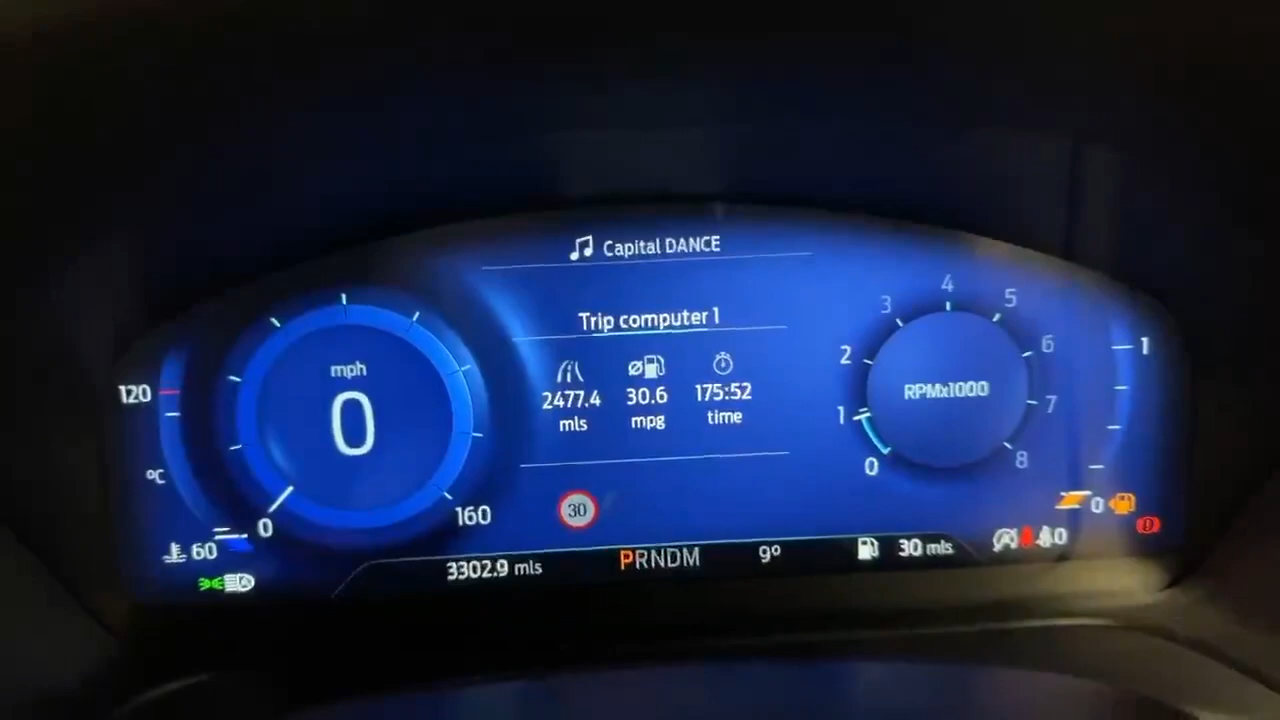 Capital DANCE
Trip computer 1
2477.4 mls
30.6 mpg
175:52 time
120
°C
60
mph
0
0
160
30
0
1
2
3
4
5
6
7
8
RPMx1000
1
0
3302.9 mls
PRNDM
9°
30 mls
0